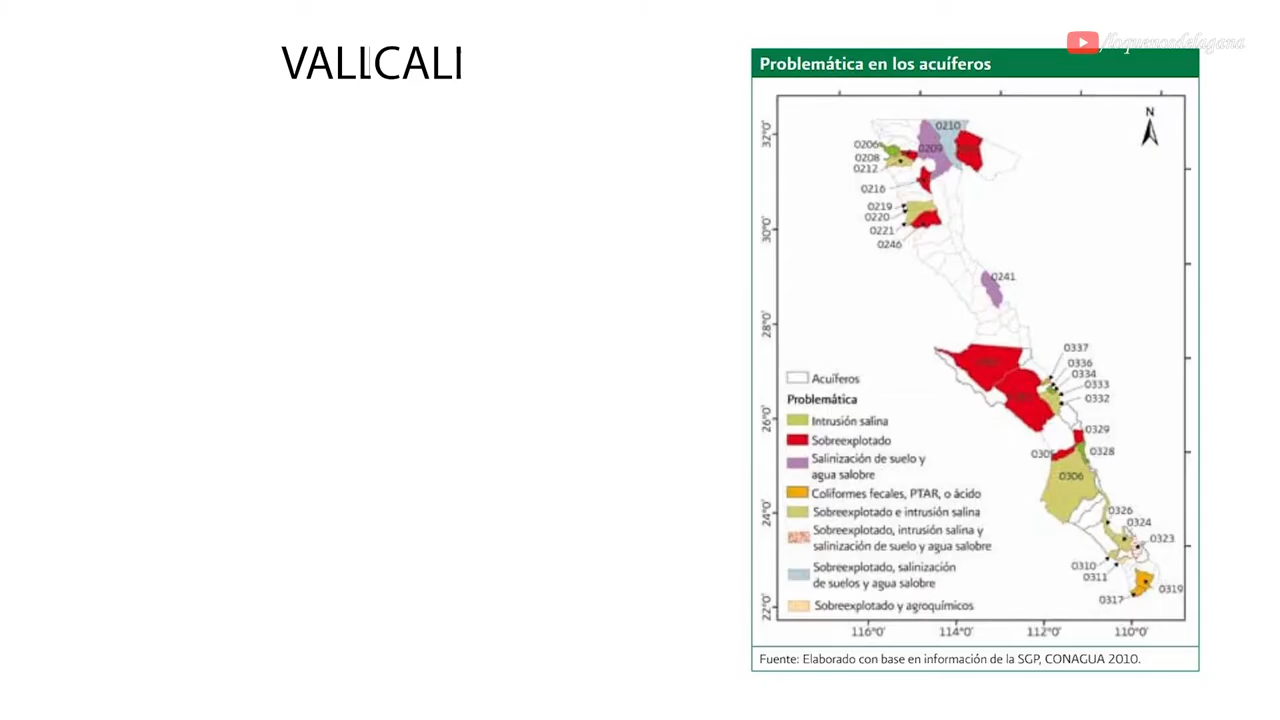 VALLCALI
/loquenosdelagana
Problemática en los acuíferos
N
32°0'
30°0'
28°0'
26°0'
24°0'
22°0'
0210
0206
0209
0208
0212
0216
0219
0220
0221
0246
0241
0337
0336
0334
0333
0332
0329
0328
0305
0306
0326
0324
0323
0310
0311
0319
0317
Acuíferos
Problemática
Intrusión salina
Sobreexplotado
Salinización de suelo y
agua salobre
Coliformes fecales, PTAR, o ácido
Sobreexplotado e intrusión salina
Sobreexplotado, intrusión salina y
salinización de suelo y agua salobre
Sobreexplotado, salinización
de suelos y agua salobre
Sobreexplotado y agroquímicos
116°0' 114°0' 112°0' 110°0'
Fuente: Elaborado con base en información de la SGP, CONAGUA 2010.